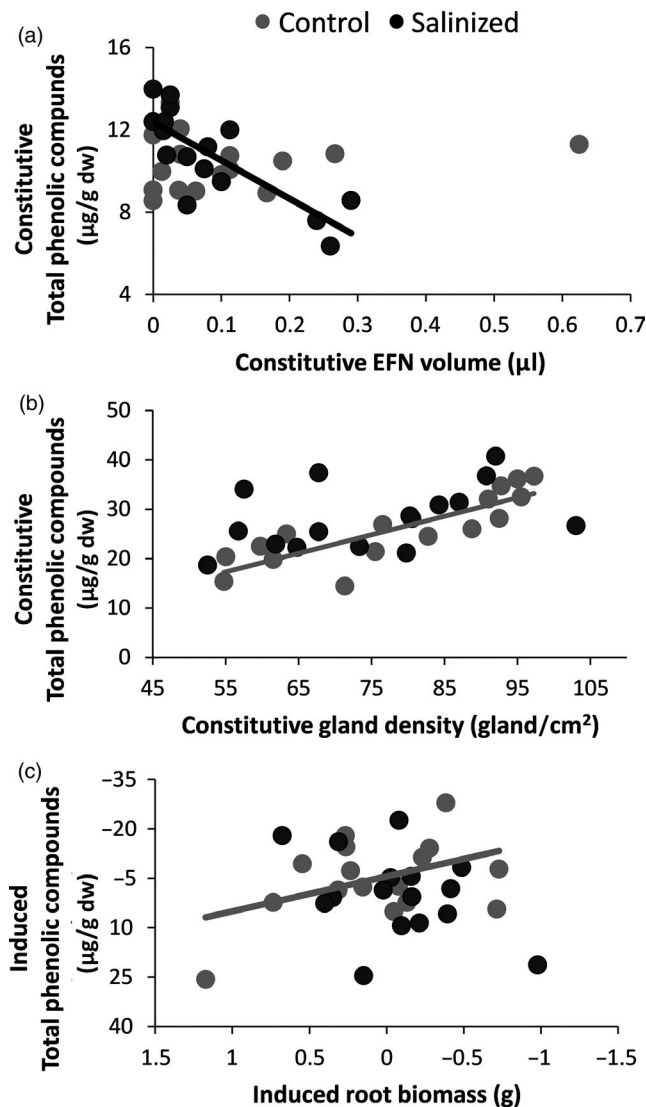 (a)
Control Salinized
Constitutive
Total phenolic compounds
(µg/g dw)
16
12
8
4
0 0.1 0.2 0.3 0.4 0.5 0.6 0.7
Constitutive EFN volume (µl)
(b)
Constitutive
Total phenolic compounds
(µg/g dw)
50
40
30
20
10
0
45 55 65 75 85 95 105
Constitutive gland density (gland/cm²)
(c)
Induced
Total phenolic compounds
(µg/g dw)
−35
−20
−5
10
25
40
1.5 1 0.5 0 −0.5 −1 −1.5
Induced root biomass (g)